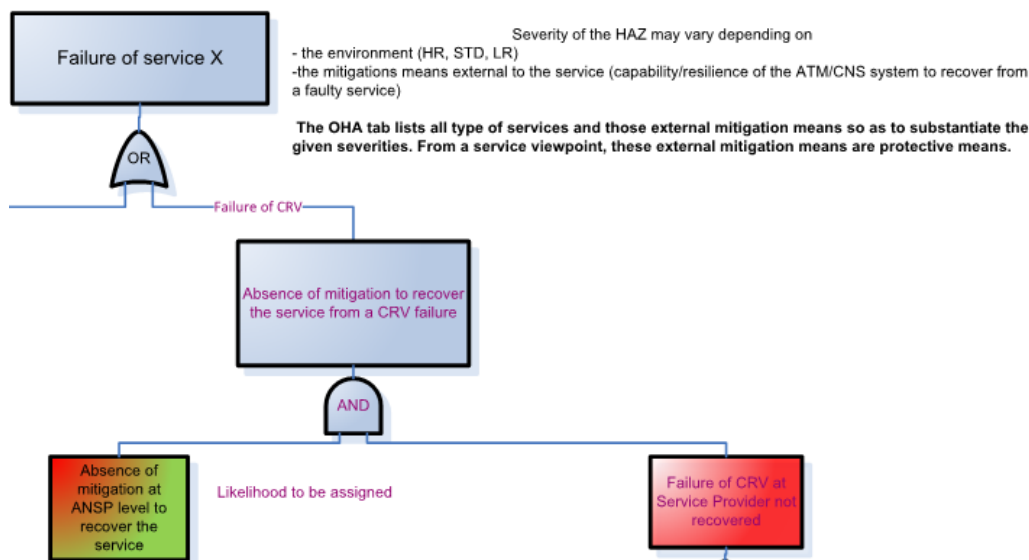 Failure of service X
Severity of the HAZ may vary depending on
- the environment (HR, STD, LR)
-the mitigations means external to the service (capability/resilience of the ATM/CNS system to recover from
a faulty service)
The OHA tab lists all type of services and those external mitigation means so as to substantiate the
given severities. From a service viewpoint, these external mitigation means are protective means.
OR
Failure of CRV
Absence of mitigation to recover
the service from a CRV failure
AND
Absence of
mitigation at
ANSP level to
recover the
service
Likelihood to be assigned
Failure of CRV at
Service Provider not
recovered